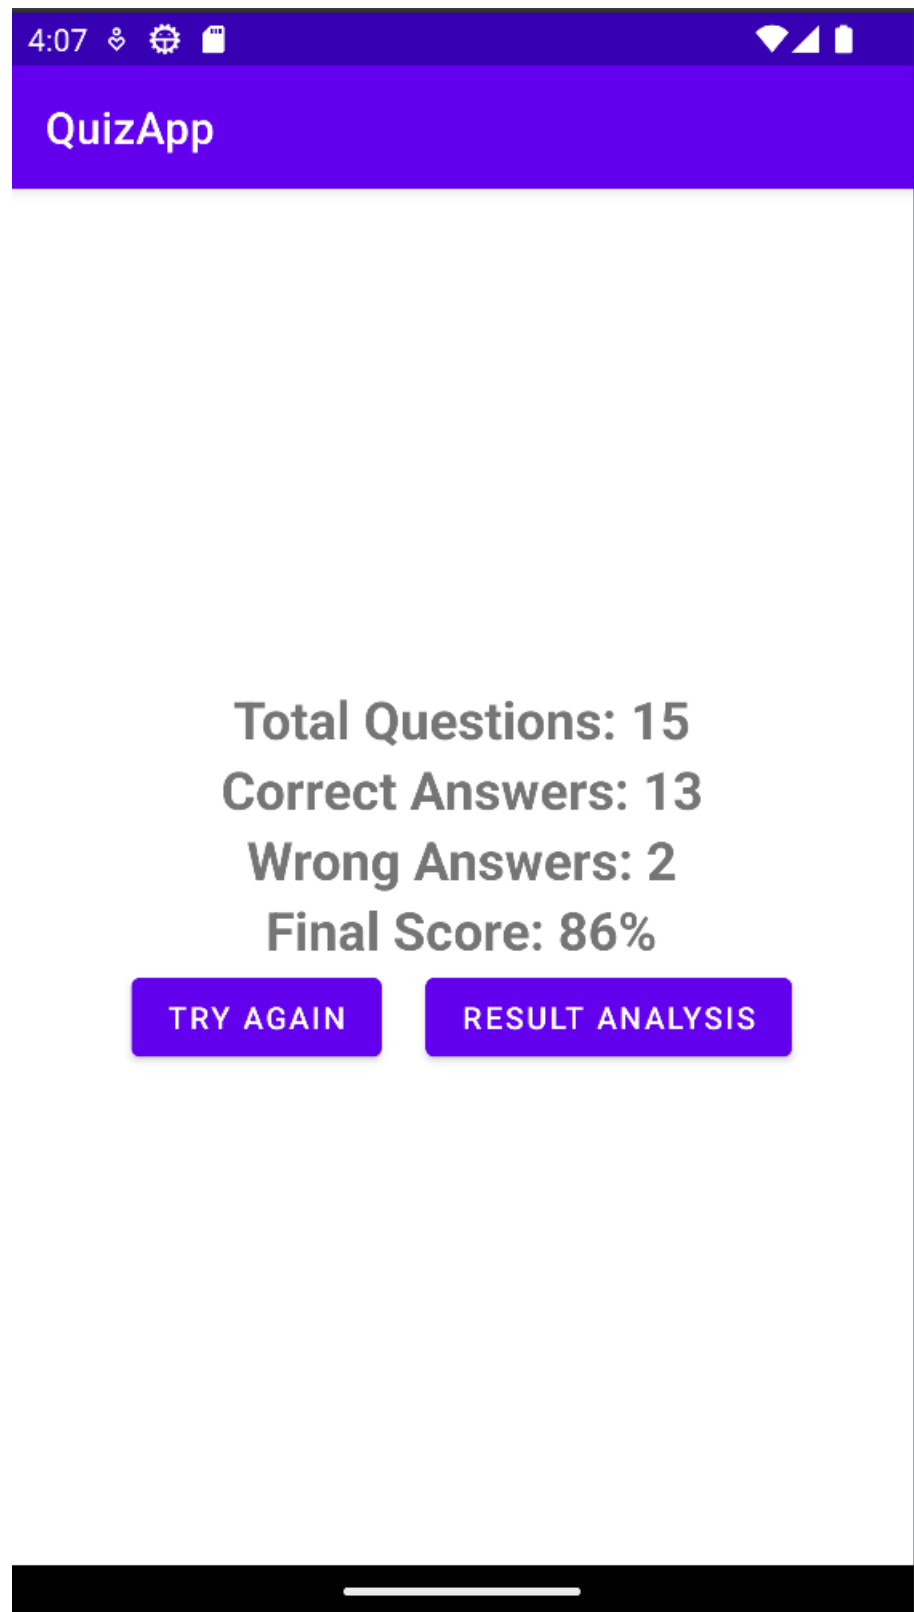 4:07
QuizApp
Total Questions: 15
Correct Answers: 13
Wrong Answers: 2
Final Score: 86%
TRY AGAIN
RESULT ANALYSIS